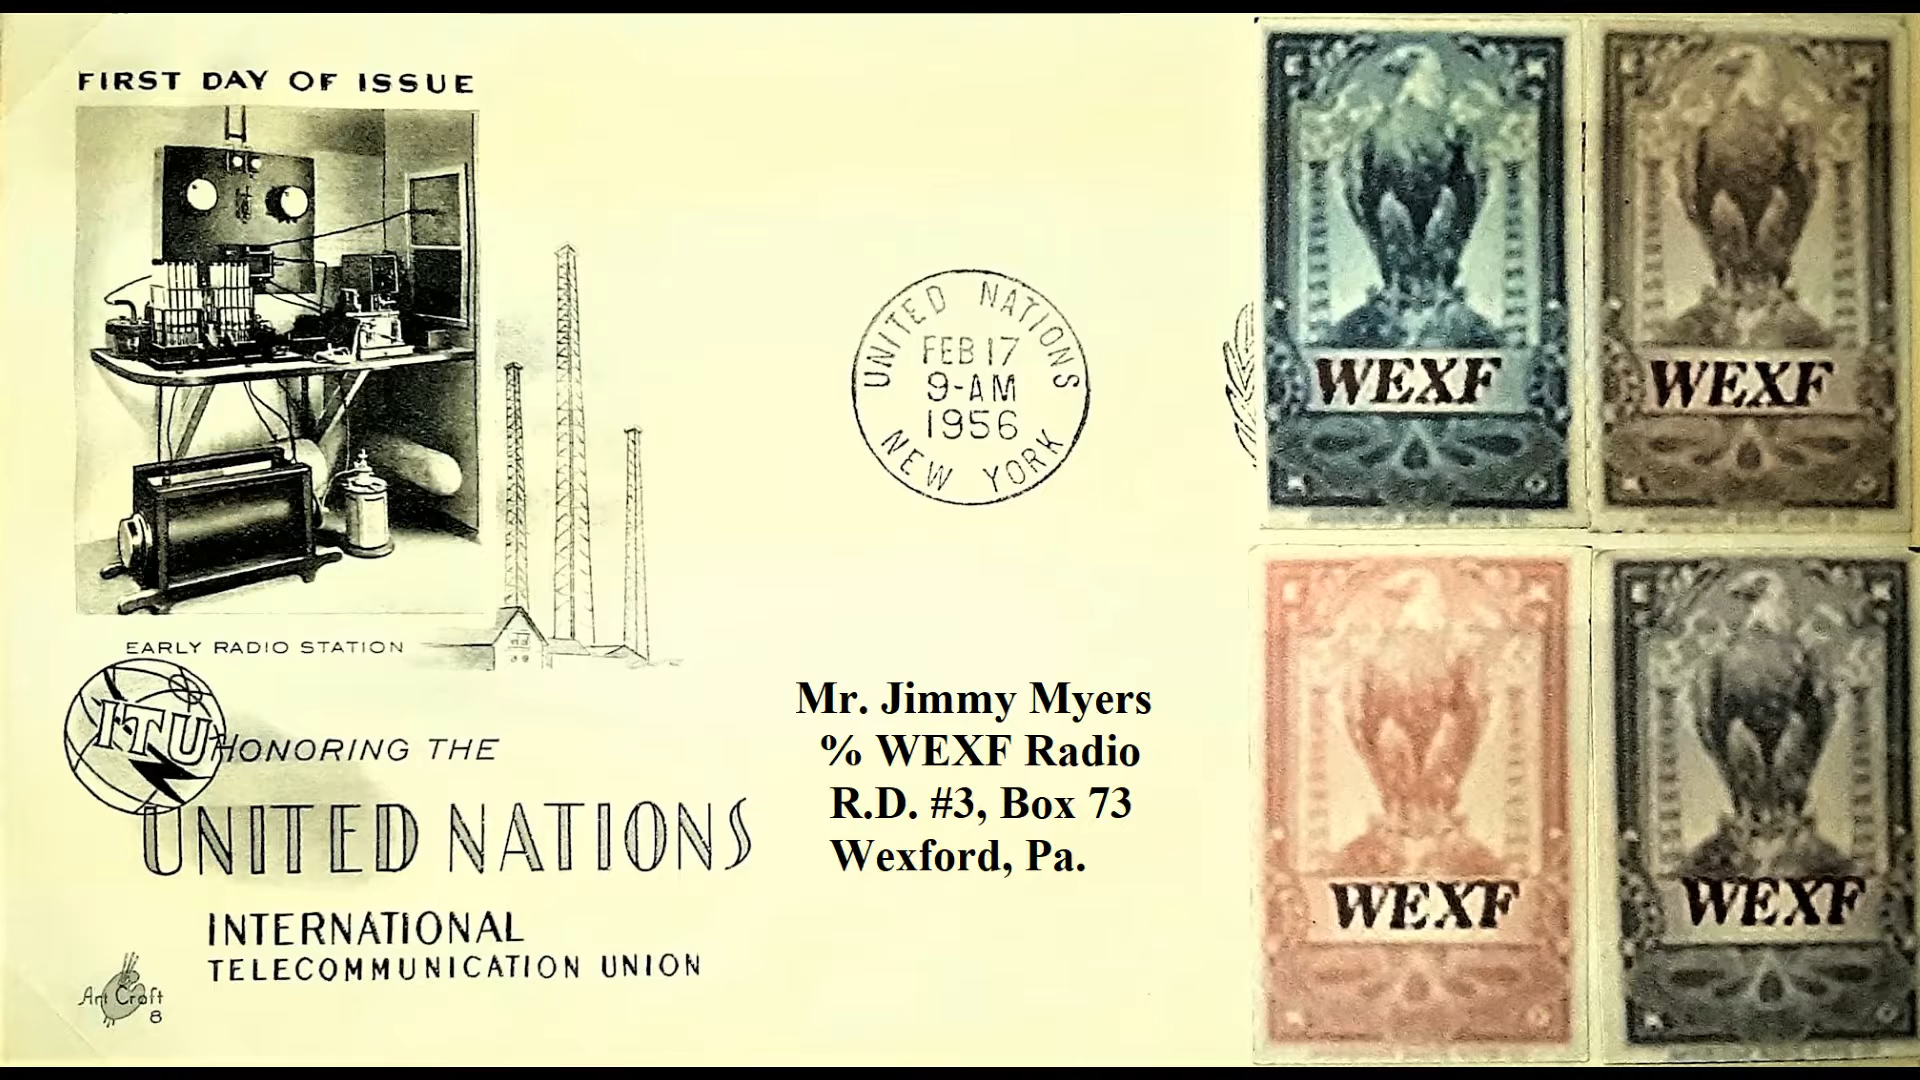 FIRST DAY OF ISSUE
EARLY RADIO STATION
ITU
HONORING THE
UNITED NATIONS
INTERNATIONAL
TELECOMMUNICATION UNION
Art Craft
8
UNITED NATIONS
FEB 17
9-AM
1956
NEW YORK
Mr. Jimmy Myers
% WEXF Radio
R.D. #3, Box 73
Wexford, Pa.
WEXF
WEXF
WEXF
WEXF